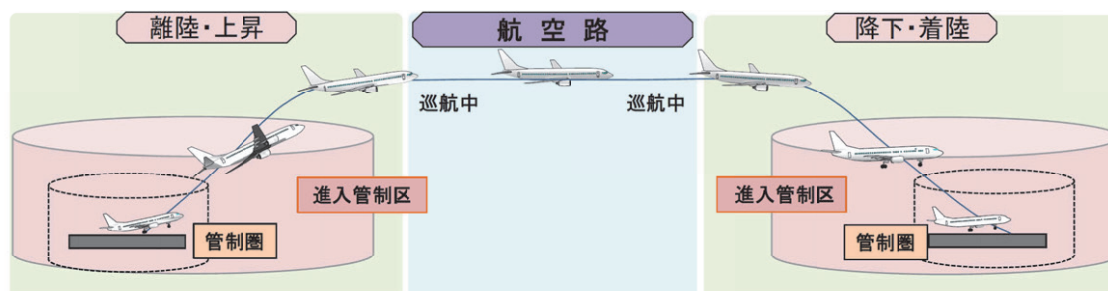 離陸・上昇
航空路
降下・着陸
巡航中
巡航中
進入管制区
進入管制区
管制圏
管制圏